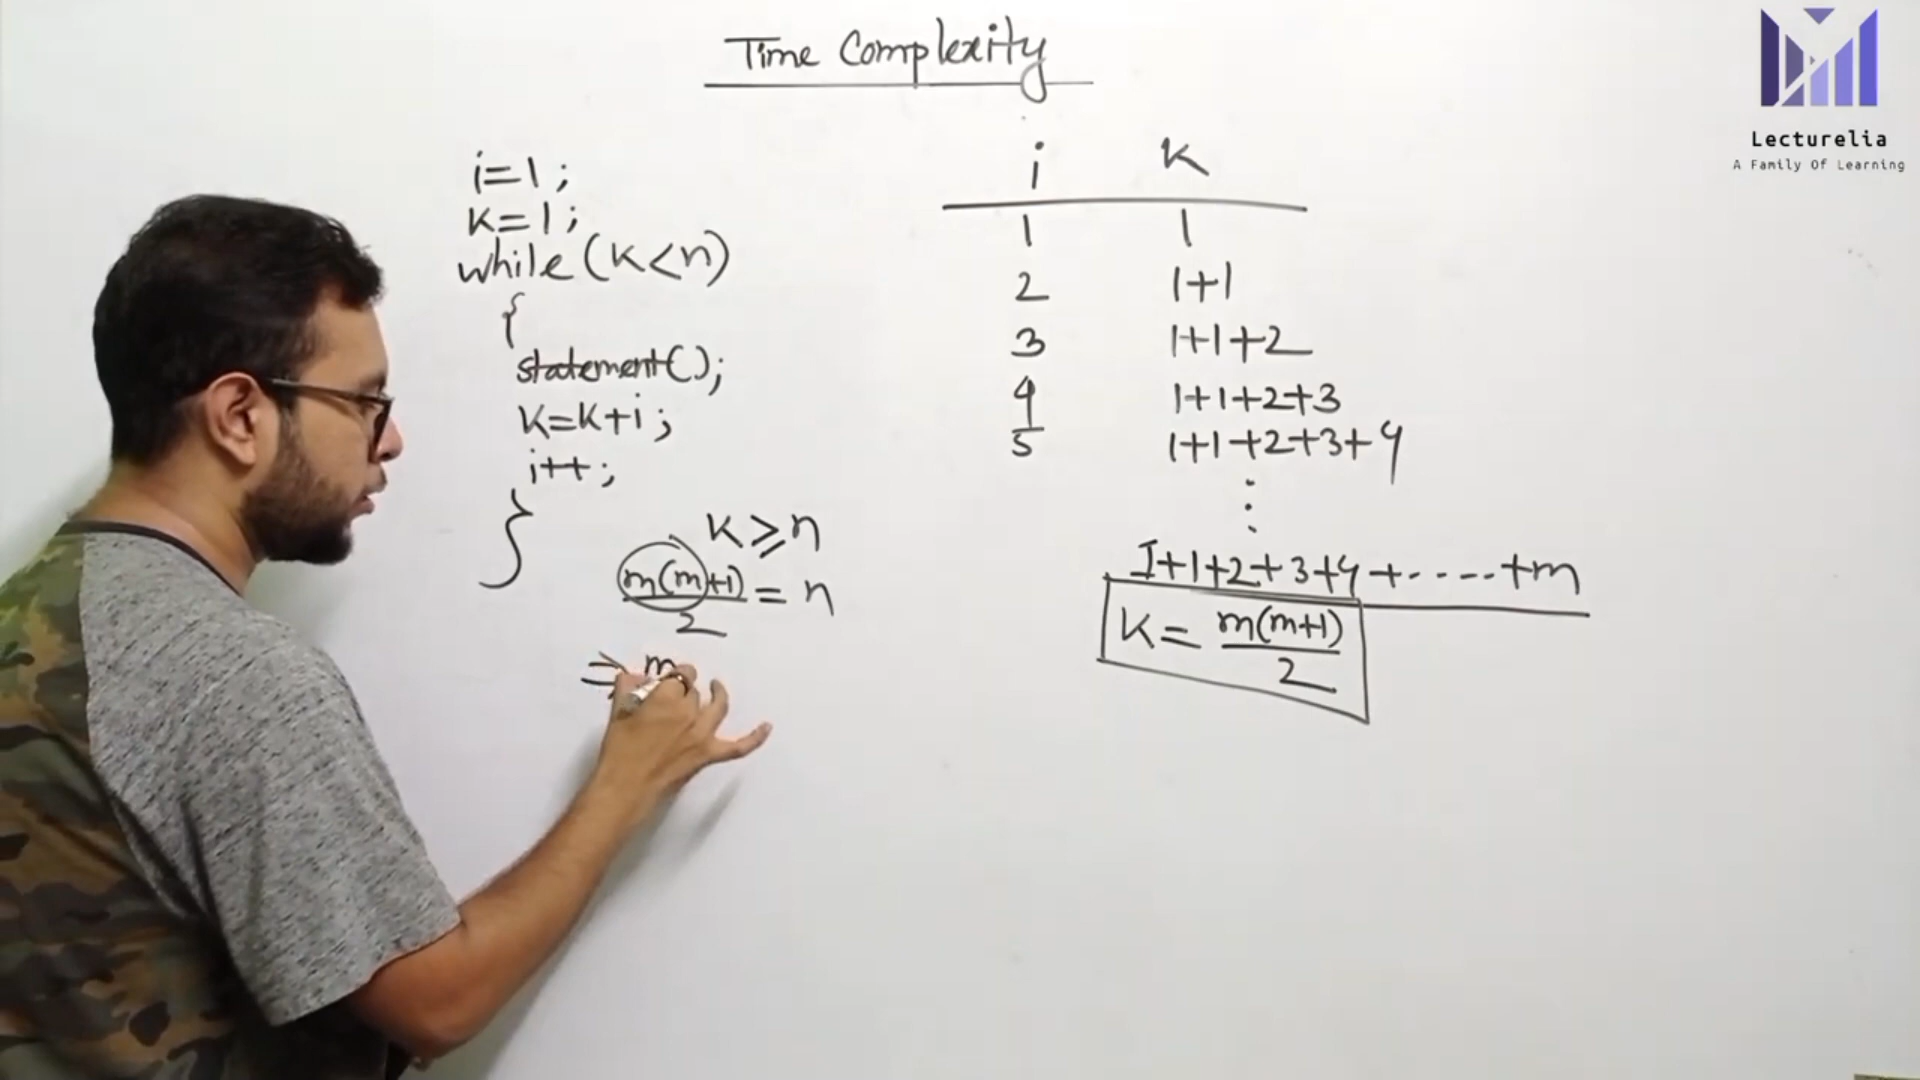 Time Complexity
i=1;
K=1;
while(K<n)
{
statement();
K=K+i;
i++;
}
K≥n
m(m+1)/2 = n
⇒ m
i K
1 1
2 1+1
3 1+1+2
4 1+1+2+3
5 1+1+2+3+4
⋮
1+1+2+3+4+·····+m
K = m(m+1)/2
Lecturelia
A Family Of Learning